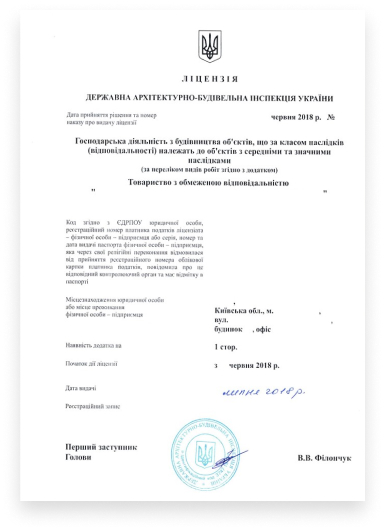 ЛІЦЕНЗІЯ
ДЕРЖАВНА АРХІТЕКТУРНО-БУДІВЕЛЬНА ІНСПЕКЦІЯ УКРАЇНИ
Дата прийняття рішення та номер
наказу про видачу ліцензії
червня 2018 р. №
Господарська діяльність з будівництва об'єктів, що за класом наслідків
(відповідальності) належать до об'єктів з середніми та значними
наслідками
(за переліком видів робіт згідно з додатком)
Товариство з обмеженою відповідальністю
" "
Код згідно з ЄДРПОУ юридичної особи,
реєстраційний номер платника податків ліцензіата
– фізичної особи – підприємця або серія, номер та
дата видачі паспорта фізичної особи – підприємця,
яка через свої релігійні переконання відмовилася
від прийняття реєстраційного номера облікової
картки платника податків, повідомила про це
відповідний контролюючий орган та має відмітку в
паспорті
Місцезнаходження юридичної особи
або місце проживання
фізичної особи – підприємця
Київська обл., м. ,
вул.
будинок , офіс
Наявність додатка на
1 стор.
Початок дії ліцензії
з червня 2018 р.
Дата видачі
липня 2018 р.
Реєстраційний запис
Перший заступник
Голови
В.В. Філончук